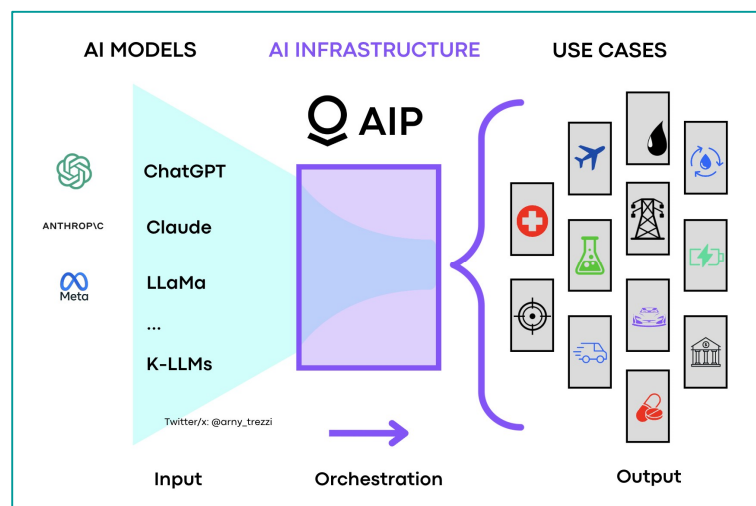 AI MODELS
AI INFRASTRUCTURE
USE CASES
AIP
ChatGPT
ANTHROP\C
Claude
LLaMa
Meta
...
K-LLMs
Twitter/x: @arny_trezzi
Input
Orchestration
Output